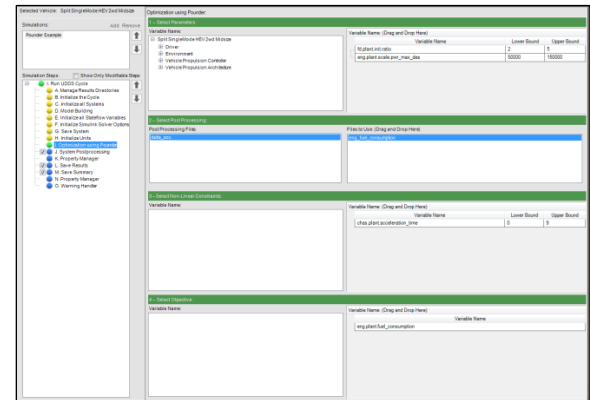 Selected Vehicle: Split SingleMode HEV 2wd Midsize
Simulations:
Add Remove
Pounder Example
Simulation Steps:
Show Only Modifiable Steps
I. Run UDDS Cycle
A. Manage Results Directories
B. Initialize the Cycle
C. Initialize all Systems
D. Model Building
E. Initialize all Stateflow Variables
F. Initialize Simulink Solver Options
G. Save System
H. Initialize Units
I. Optimization using Pounder
J. System Postprocessing
K. Property Manager
L. Save Results
M. Save Summary
N. Property Manager
O. Warning Handler
Optimization using Pounder:
1 - Select Parameters
Variable Name:
Split SingleMode HEV 2wd Midsize
Driver
Environment
Vehicle Propulsion Controller
Vehicle Propulsion Architecture
Variable Name: (Drag and Drop Here)
Variable Name Lower Bound Upper Bound
fd.plant.init.ratio 2 5
eng.plant.scale.pwr_max_des 50000 150000
2 - Select Post Processing:
Post Processing Files:
Files to Use: (Drag and Drop Here)
eng_fuel_consumption
3 - Select Non-Linear Constraints:
Variable Name:
Variable Name: (Drag and Drop Here)
Variable Name Lower Bound Upper Bound
chas.plant.acceleration_time 0 9
4 - Select Objective:
Variable Name:
Variable Name: (Drag and Drop Here)
Variable Name
eng.plant.fuel_consumption